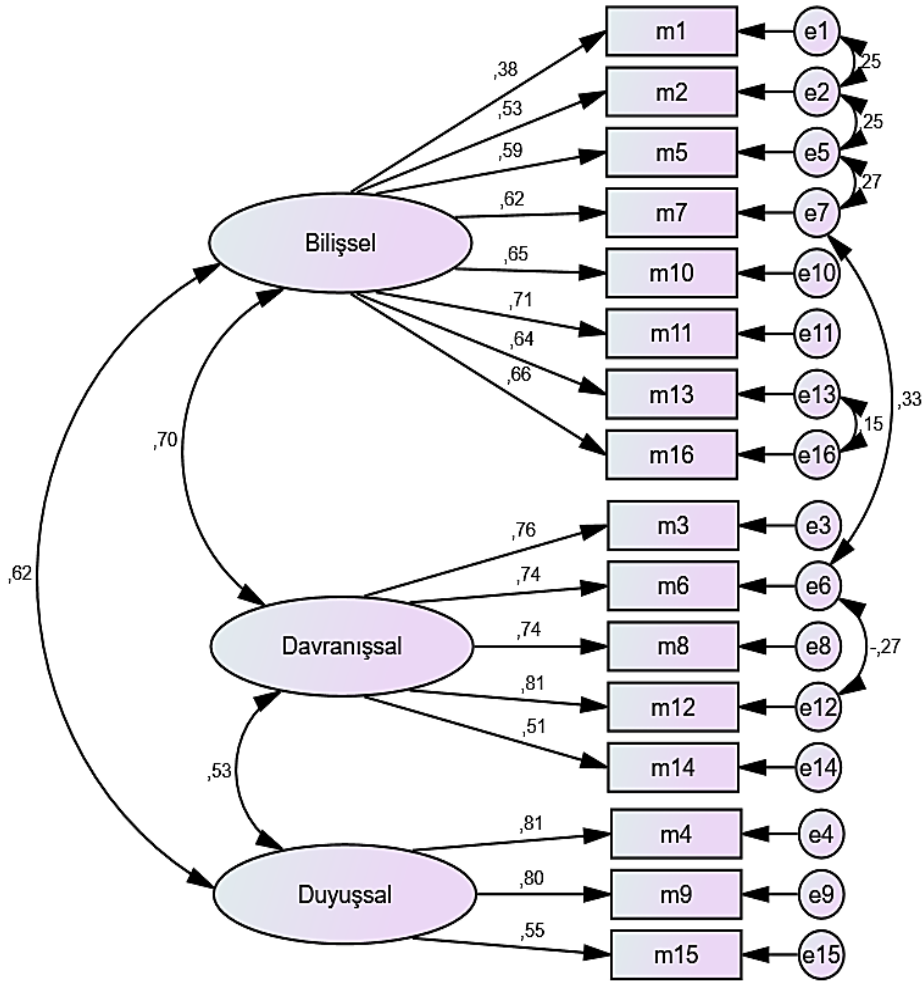 m1
e1
,38
,25
m2
e2
,53
,25
m5
e5
,59
,27
m7
e7
,62
Bilişsel
m10
e10
,65
m11
e11
,71
m13
e13
,64
,15
m16
e16
,66
,33
,70
,62
m3
e3
,76
m6
e6
,74
-,27
Davranışsal
m8
e8
,74
m12
e12
,81
m14
e14
,51
,53
m4
e4
,81
Duyuşsal
m9
e9
,80
m15
e15
,55